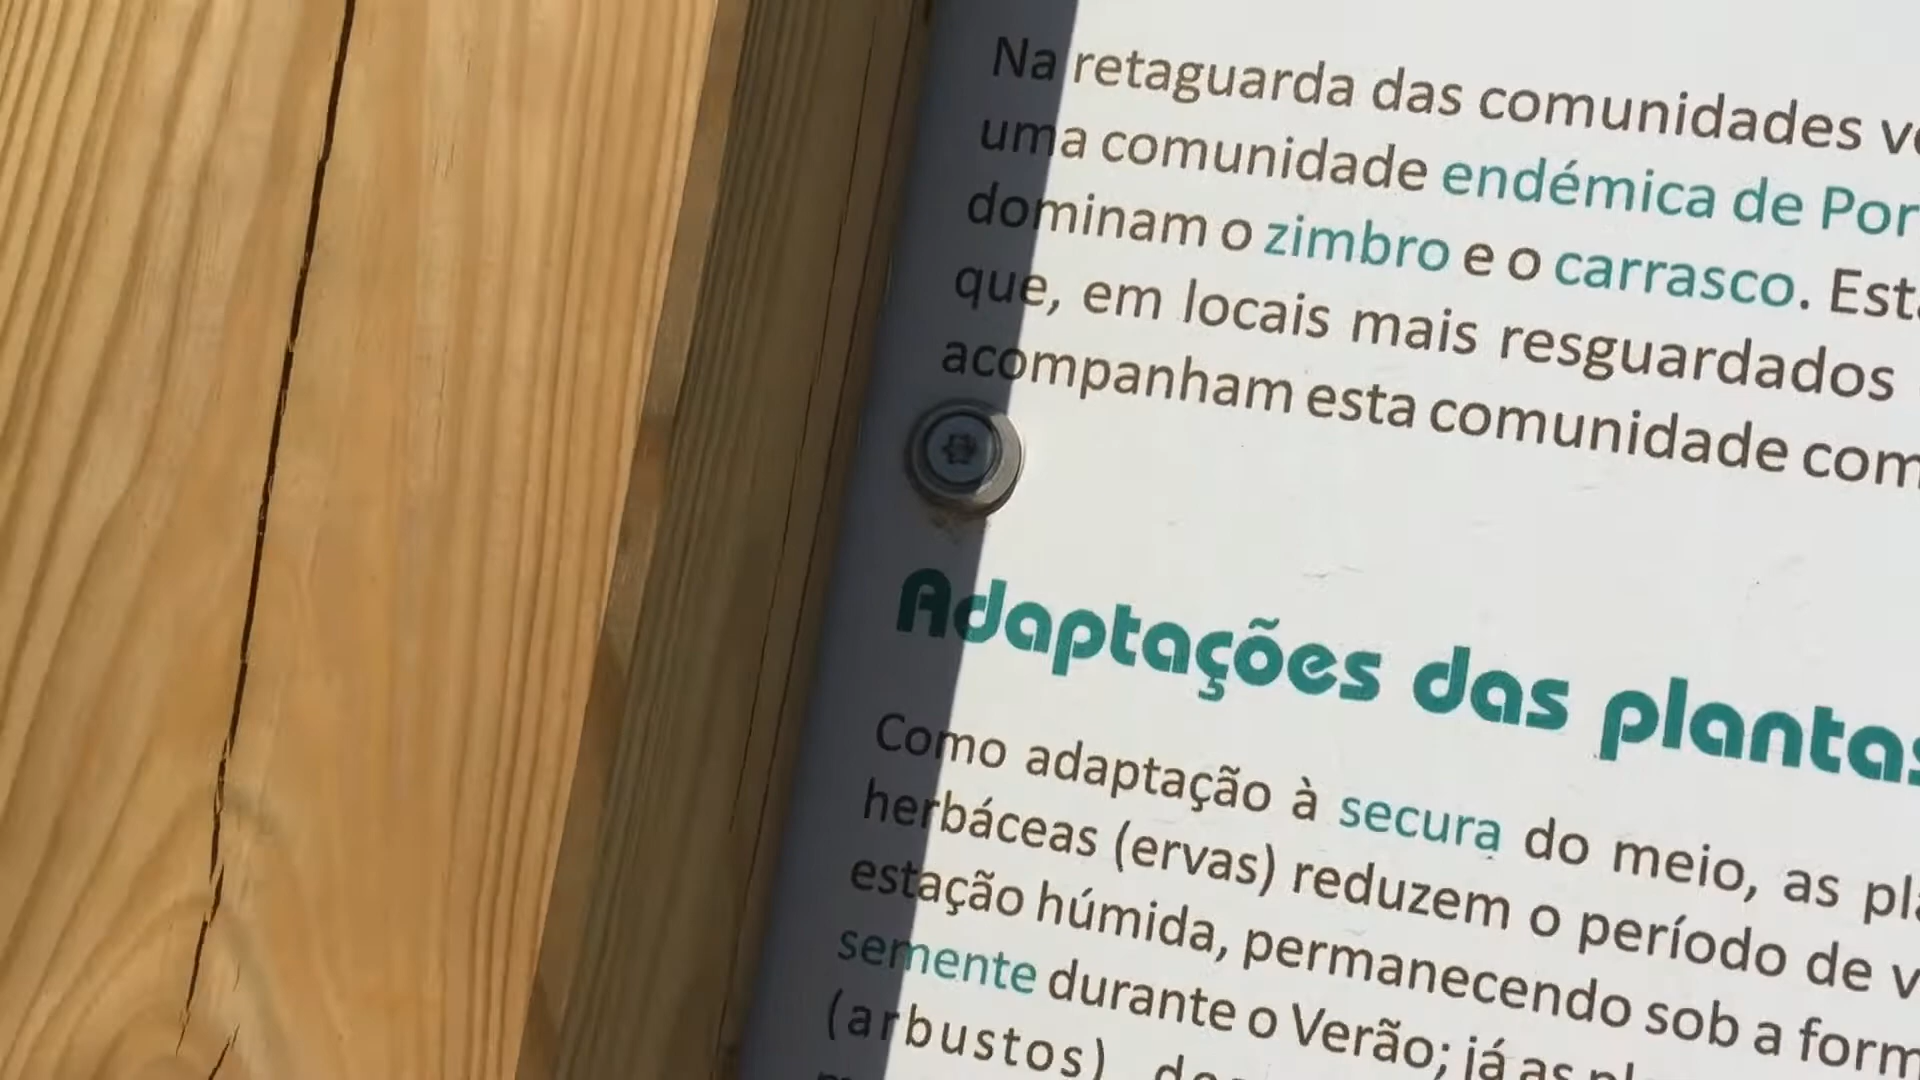 Na retaguarda das comunidades
uma comunidade endémica de
dominam o zimbro e o carrasco.
que, em locais mais resguardados
acompanham esta comunidade
Adaptações das plantas
Como adaptação à secura do meio, as
herbáceas (ervas) reduzem o período de
estação húmida, permanecendo sob a
semente durante o Verão; já as
(arbustos)